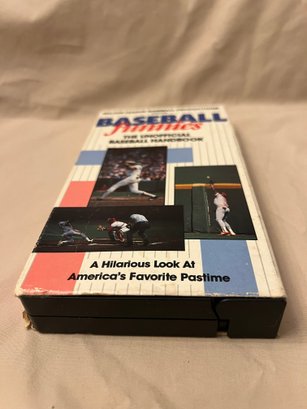 BASEBALL
Funnies
THE UNOFFICIAL
BASEBALL HANDBOOK
A Hilarious Look At
America's Favorite Pastime